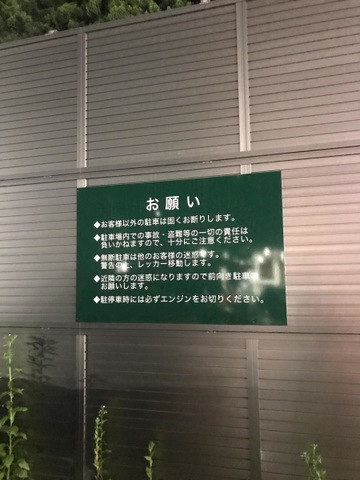 お願い
◆お客様以外の駐車は固くお断りします。
◆駐車場内での事故・盗難等の一切の責任は
負いかねますので、十分にご注意ください。
◆無断駐車は他のお客様の迷惑です。
警告の上、レッカー移動します。
◆近隣の方の迷惑になりますので前向き駐車で
お願いします。
◆駐停車時には必ずエンジンをお切りください。